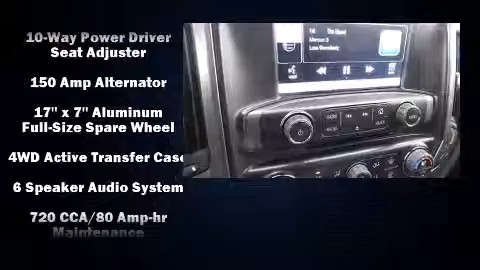 10-Way Power Driver
Seat Adjuster
150 Amp Alternator
17" x 7" Aluminum
Full-Size Spare Wheel
4WD Active Transfer Case
6 Speaker Audio System
720 CCA/80 Amp-hr
Maintenance